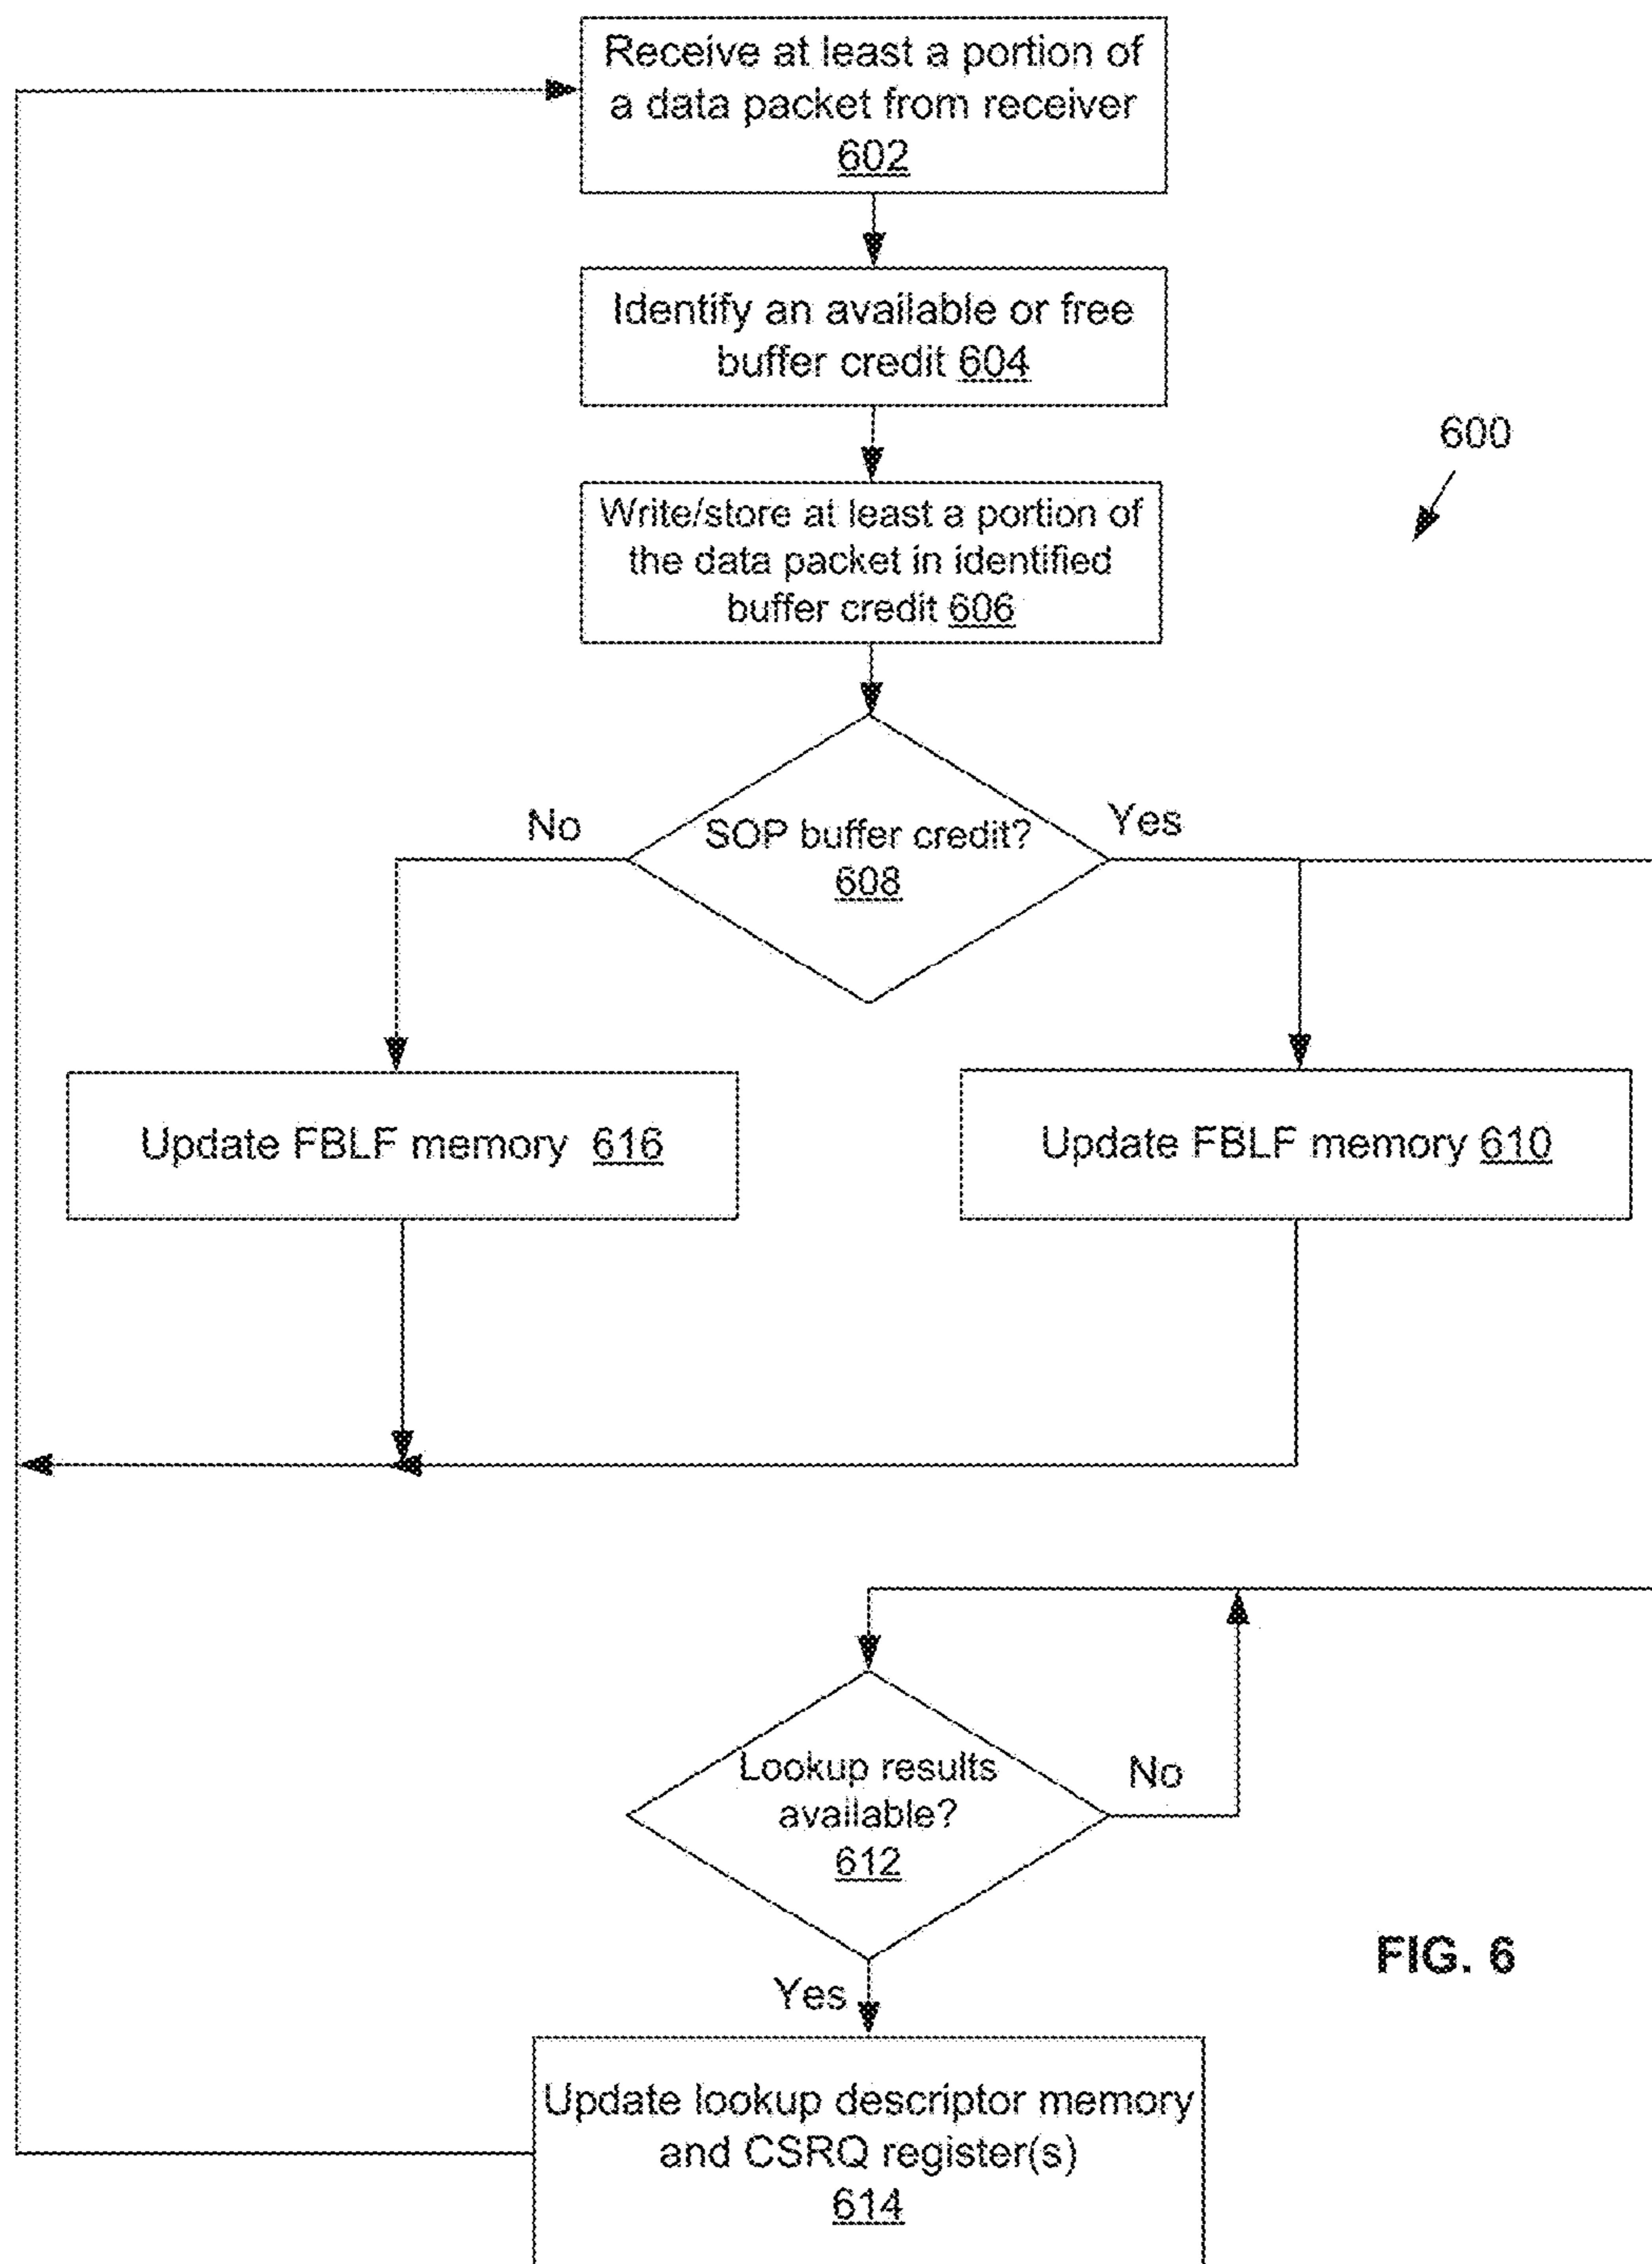 Receive at least a portion of
a data packet from receiver
602
Identify an available or free
buffer credit 604
600
Write/store at least a portion of
the data packet in identified
buffer credit 606
No
SOP buffer credit?
608
Yes
Update FBLF memory 616
Update FBLF memory 610
Lookup results
available?
612
No
FIG. 6
Yes
Update lookup descriptor memory
and CSRQ register(s)
614